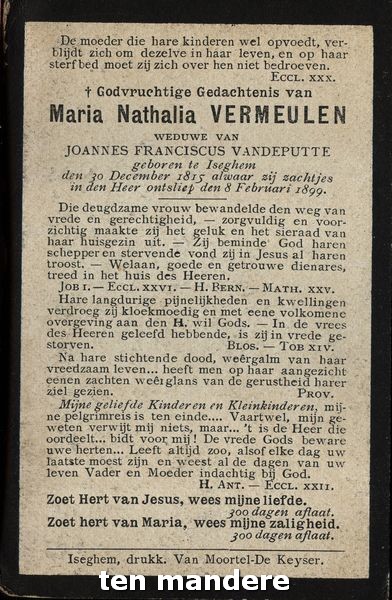 De moeder die hare kinderen wel opvoedt, ver-
blijdt zich om dezelve in haar leven, en op haar
sterfbed moet zij zich over hen niet bedroeven.
Eccl. xxx.
† Godvruchtige Gedachtenis van
Maria Nathalia VERMEULEN
WEDUWE VAN
JOANNES FRANCISCUS VANDEPUTTE
geboren te Iseghem
den 30 December 1815 alwaar zij zachtjes
in den Heer ontsliep den 8 Februari 1899.
Die deugdzame vrouw bewandelde den weg van
vrede en gerechtigheid, — zorgvuldig en voor-
zichtig maakte zij het geluk en het sieraad van
haar huisgezin uit. — Zij beminde God haren
schepper en stervende vond zij in Jesus al haren
troost. — Welaan, goede en getrouwe dienares,
treed in het huis des Heeren.
Job i. — Eccl. xxvi. — H. Bern. — Math. xxv.
Hare langdurige pijnelijkheden en kwellingen
verdroeg zij kloekmoedig en met eene volkomene
overgeving aan den H. wil Gods. — In de vrees
des Heeren geleefd hebbende, is zij in vrede ge-
storven. Blos. — Tob xiv.
Na hare stichtende dood, weêrgalm van haar
vreedzaam leven... heeft men op haar aangezicht
eenen zachten weêrglans van de gerustheid harer
ziel gezien. Prov.
Mijne geliefde Kinderen en Kleinkinderen, mij-
ne pelgrimreis is ten einde... Vaartwel, mijn ge-
weten verwijt mij niets, maar... 't is de Heer die
oordeelt... bidt voor mij! De vrede Gods beware
uwe herten... Leeft altijd zoo, alsof elke dag uw
laatste moest zijn en weest al de dagen van uw
leven Vader en Moeder indachtig bij God.
H. Ant. — Eccl. xxii.
Zoet Hert van Jesus, wees mijne liefde.
300 dagen aflaat.
Zoet hert van Maria, wees mijne zaligheid.
300 dagen aflaat.
Iseghem, drukk. Van Moortel-De Keyser.
ten mandere